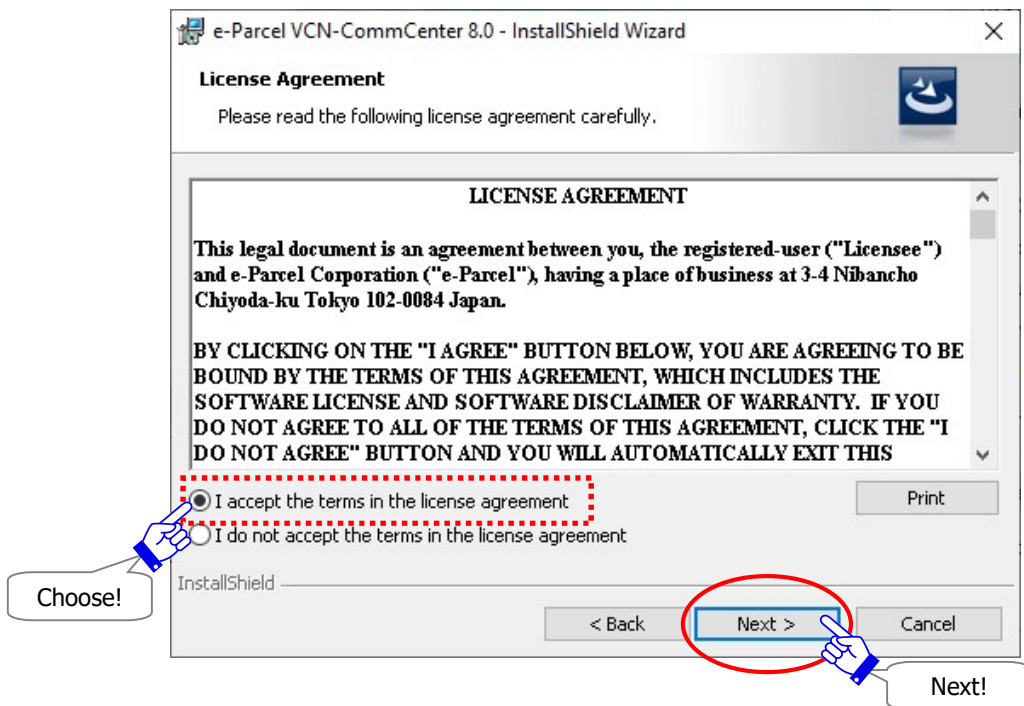 e-Parcel VCN-CommCenter 8.0 - InstallShield Wizard
License Agreement
Please read the following license agreement carefully.
LICENSE AGREEMENT
This legal document is an agreement between you, the registered-user ("Licensee")
and e-Parcel Corporation ("e-Parcel"), having a place of business at 3-4 Nibancho
Chiyoda-ku Tokyo 102-0084 Japan.
BY CLICKING ON THE "I AGREE" BUTTON BELOW, YOU ARE AGREEING TO BE
BOUND BY THE TERMS OF THIS AGREEMENT, WHICH INCLUDES THE
SOFTWARE LICENSE AND SOFTWARE DISCLAIMER OF WARRANTY. IF YOU
DO NOT AGREE TO ALL OF THE TERMS OF THIS AGREEMENT, CLICK THE "I
DO NOT AGREE" BUTTON AND YOU WILL AUTOMATICALLY EXIT THIS
I accept the terms in the license agreement
Print
I do not accept the terms in the license agreement
Choose!
InstallShield
< Back
Next >
Cancel
Next!